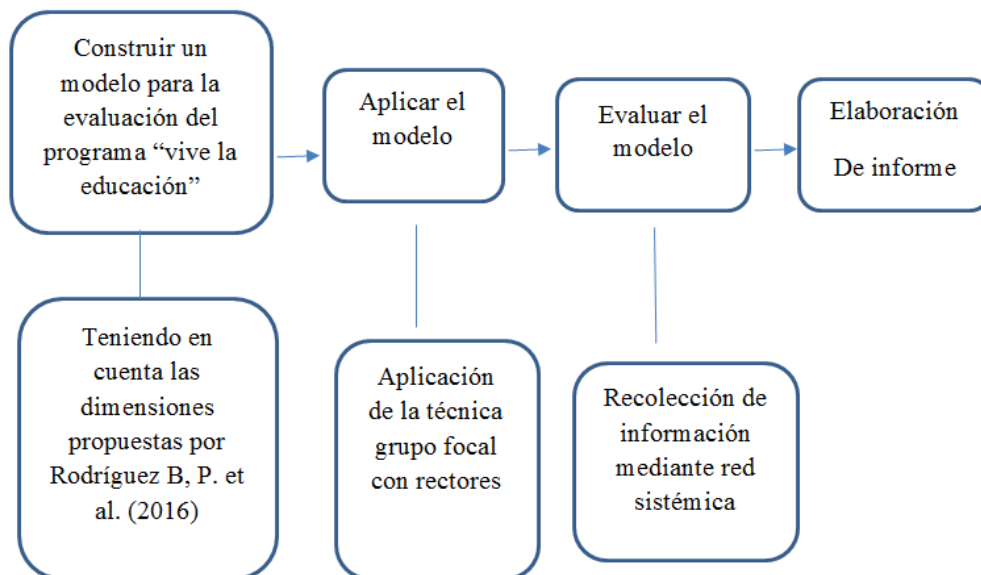 Construir un
modelo para la
evaluación del
programa “vive la
educación”
Aplicar el
modelo
Evaluar el
modelo
Elaboración
De informe
Teniendo en
cuenta las
dimensiones
propuestas por
Rodríguez B, P. et
al. (2016)
Aplicación
de la técnica
grupo focal
con rectores
Recolección de
información
mediante red
sistémica